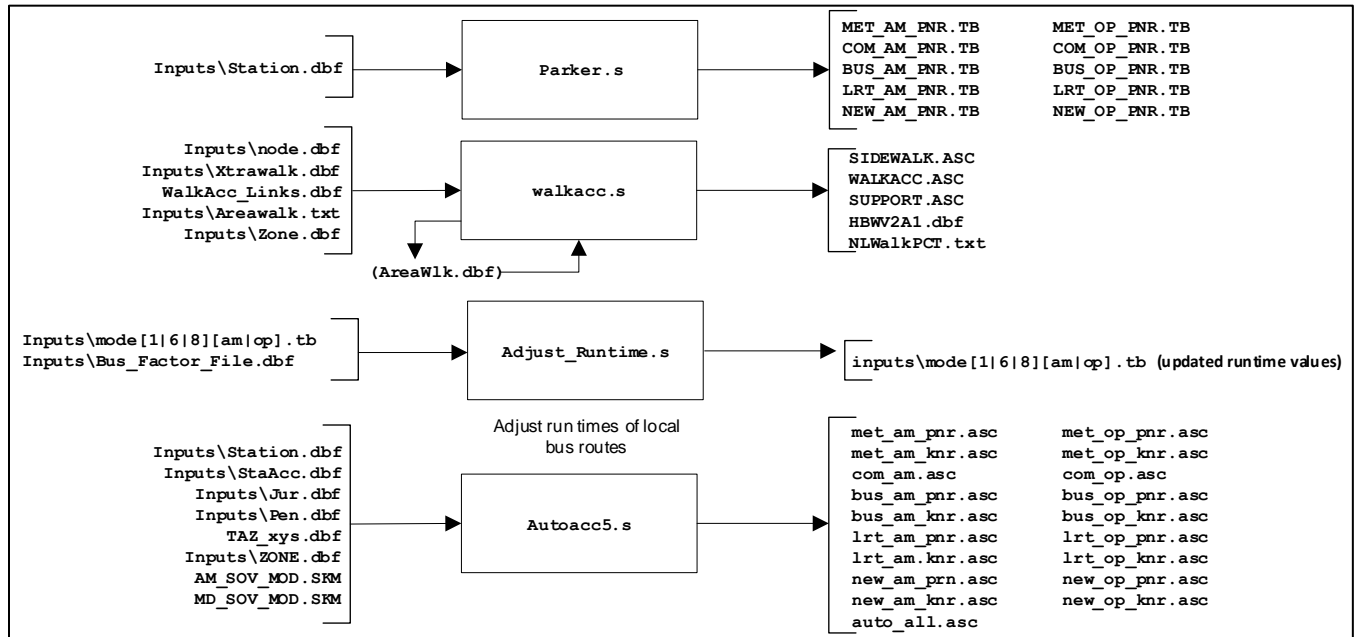 Inputs\Station.dbf
Parker.s
MET_AM_PNR.TB MET_OP_PNR.TB
COM_AM_PNR.TB COM_OP_PNR.TB
BUS_AM_PNR.TB BUS_OP_PNR.TB
LRT_AM_PNR.TB LRT_OP_PNR.TB
NEW_AM_PNR.TB NEW_OP_PNR.TB
Inputs\node.dbf
Inputs\Xtrawalk.dbf
WalkAcc_Links.dbf
Inputs\Areawalk.txt
Inputs\Zone.dbf
walkacc.s
(AreaWlk.dbf)
SIDEWALK.ASC
WALKACC.ASC
SUPPORT.ASC
HBWV2A1.dbf
NLWalkPCT.txt
Inputs\mode[1|6|8][am|op].tb
Inputs\Bus_Factor_File.dbf
Adjust_Runtime.s
inputs\mode[1|6|8][am|op].tb (updated runtime values)
Adjust run times of local
bus routes
Inputs\Station.dbf
Inputs\StaAcc.dbf
Inputs\Jur.dbf
Inputs\Pen.dbf
TAZ_xys.dbf
Inputs\ZONE.dbf
AM_SOV_MOD.SKM
MD_SOV_MOD.SKM
Autoacc5.s
met_am_pnr.asc met_op_pnr.asc
met_am_knr.asc met_op_knr.asc
com_am.asc com_op.asc
bus_am_pnr.asc bus_op_pnr.asc
bus_am_knr.asc bus_op_knr.asc
lrt_am_pnr.asc lrt_op_pnr.asc
lrt_am.knr.asc lrt_op_knr.asc
new_am_prn.asc new_op_pnr.asc
new_am_knr.asc new_op_knr.asc
auto_all.asc